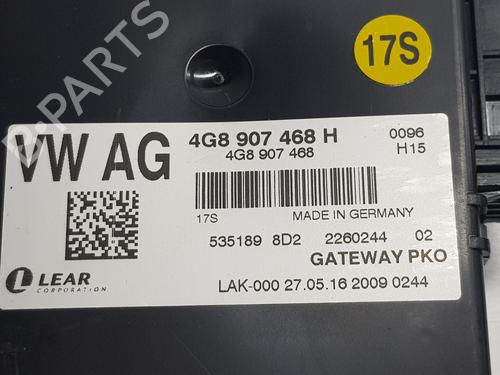 B-PARTS
17S
VW AG
4G8 907 468 H
4G8 907 468
0096
H15
17S
MADE IN GERMANY
535189 8D2 2260244 02
GATEWAY PKO
LEAR
CORPORATION
LAK-000 27.05.16 2009 0244